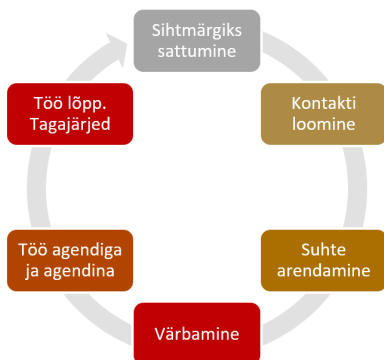 Sihtmärgiks
sattumine
Kontakti
loomine
Suhte
arendamine
Värbamine
Töö agendiga
ja agendina
Töö lõpp.
Tagajärjed